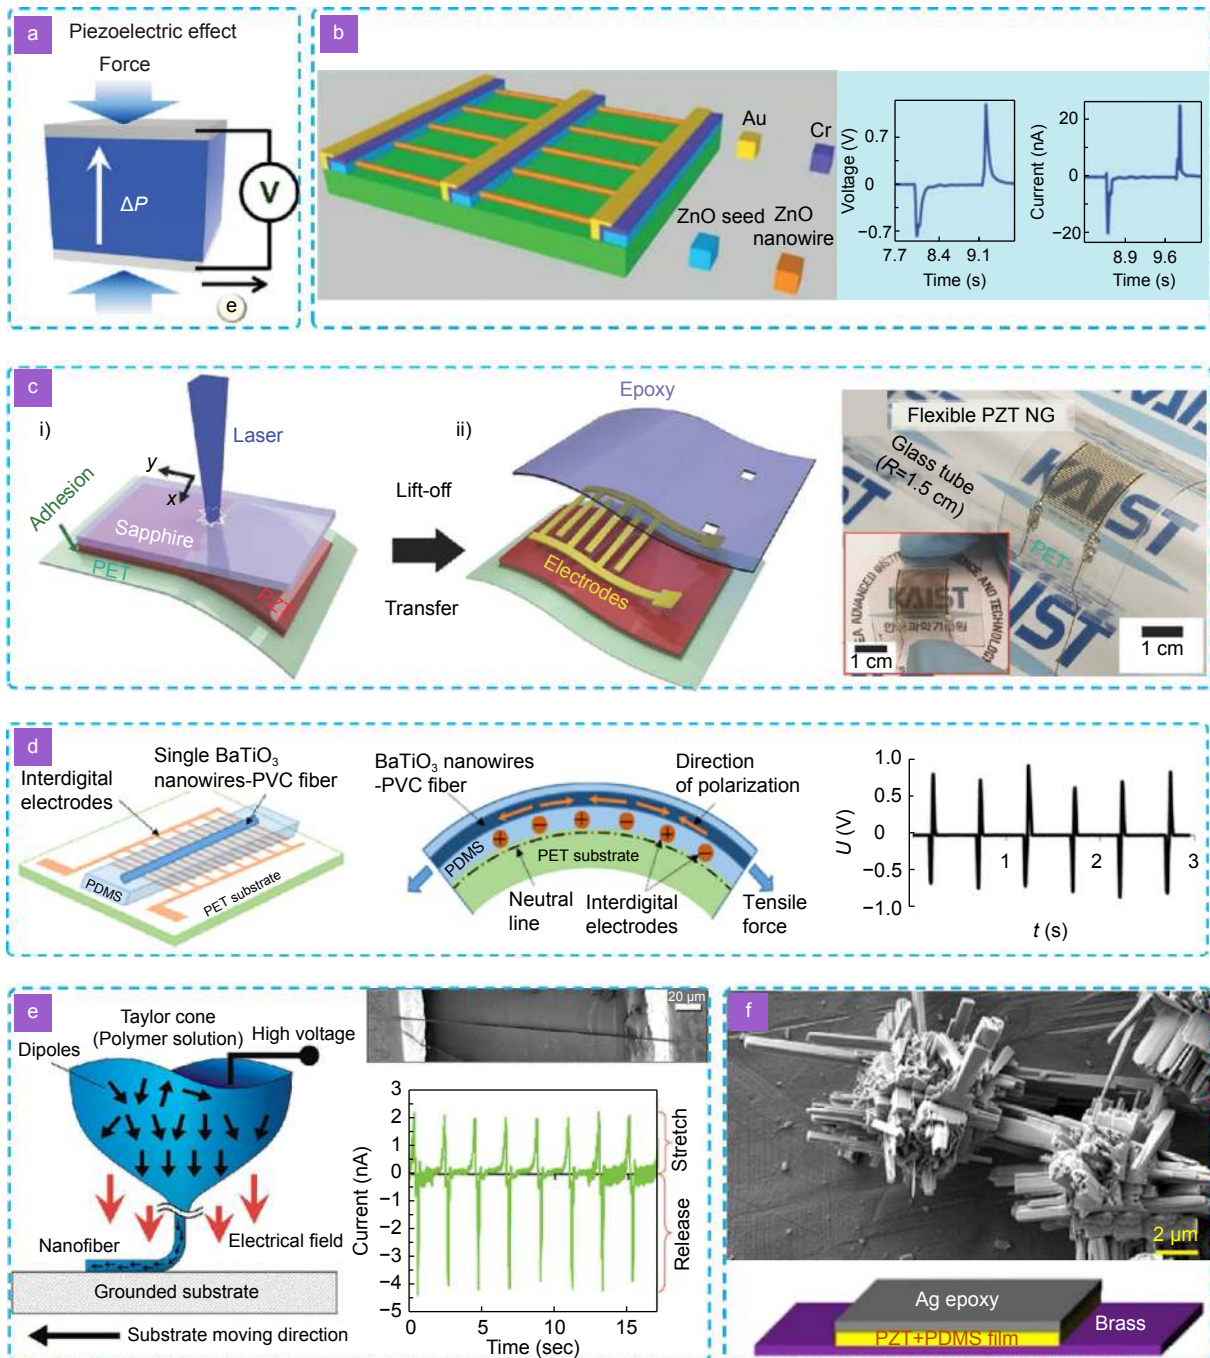 a
Piezoelectric effect
Force
ΔP
V
e
b
Au
Cr
ZnO seed
ZnO
nanowire
Voltage (V)
0.7
0
−0.7
7.7
8.4
9.1
Time (s)
Current (nA)
20
0
−20
8.9
9.6
Time (s)
c
i)
Laser
y
x
Adhesion
Sapphire
PET
PZT
Lift-off
Transfer
ii)
Epoxy
Electrodes
Flexible PZT NG
Glass tube
(R=1.5 cm)
KAIST
PET
KAIST
1 cm
KAIST
AND TECHNOLOGY
1 cm
d
Interdigital
electrodes
Single BaTiO3
nanowires-PVC fiber
PDMS
PET substrate
BaTiO3 nanowires
-PVC fiber
Direction
of polarization
PDMS
PET substrate
Neutral
line
Interdigital
electrodes
Tensile
force
U (V)
1.0
0.5
0
−0.5
−1.0
1
2
3
t (s)
e
Taylor cone
(Polymer solution)
High voltage
Dipoles
Nanofiber
Electrical field
Grounded substrate
Substrate moving direction
20 μm
Current (nA)
3
2
1
0
−1
−2
−3
−4
−5
0
5
10
15
Time (sec)
Stretch
Release
f
2 μm
Ag epoxy
PZT+PDMS film
Brass